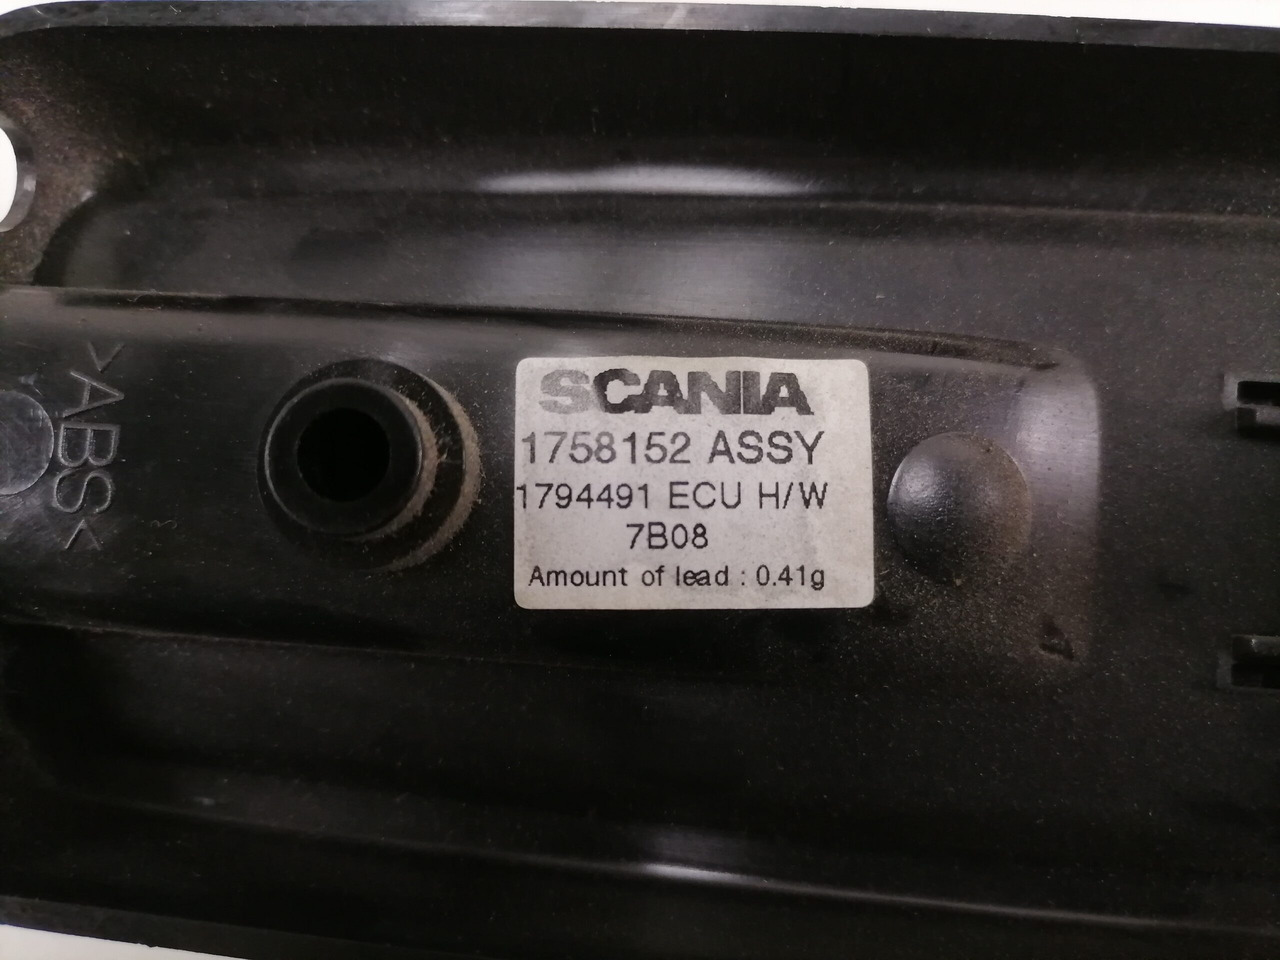 SCANIA
1758152 ASSY
1794491 ECU H/W
7B08
Amount of lead : 0.41g
>ABS<